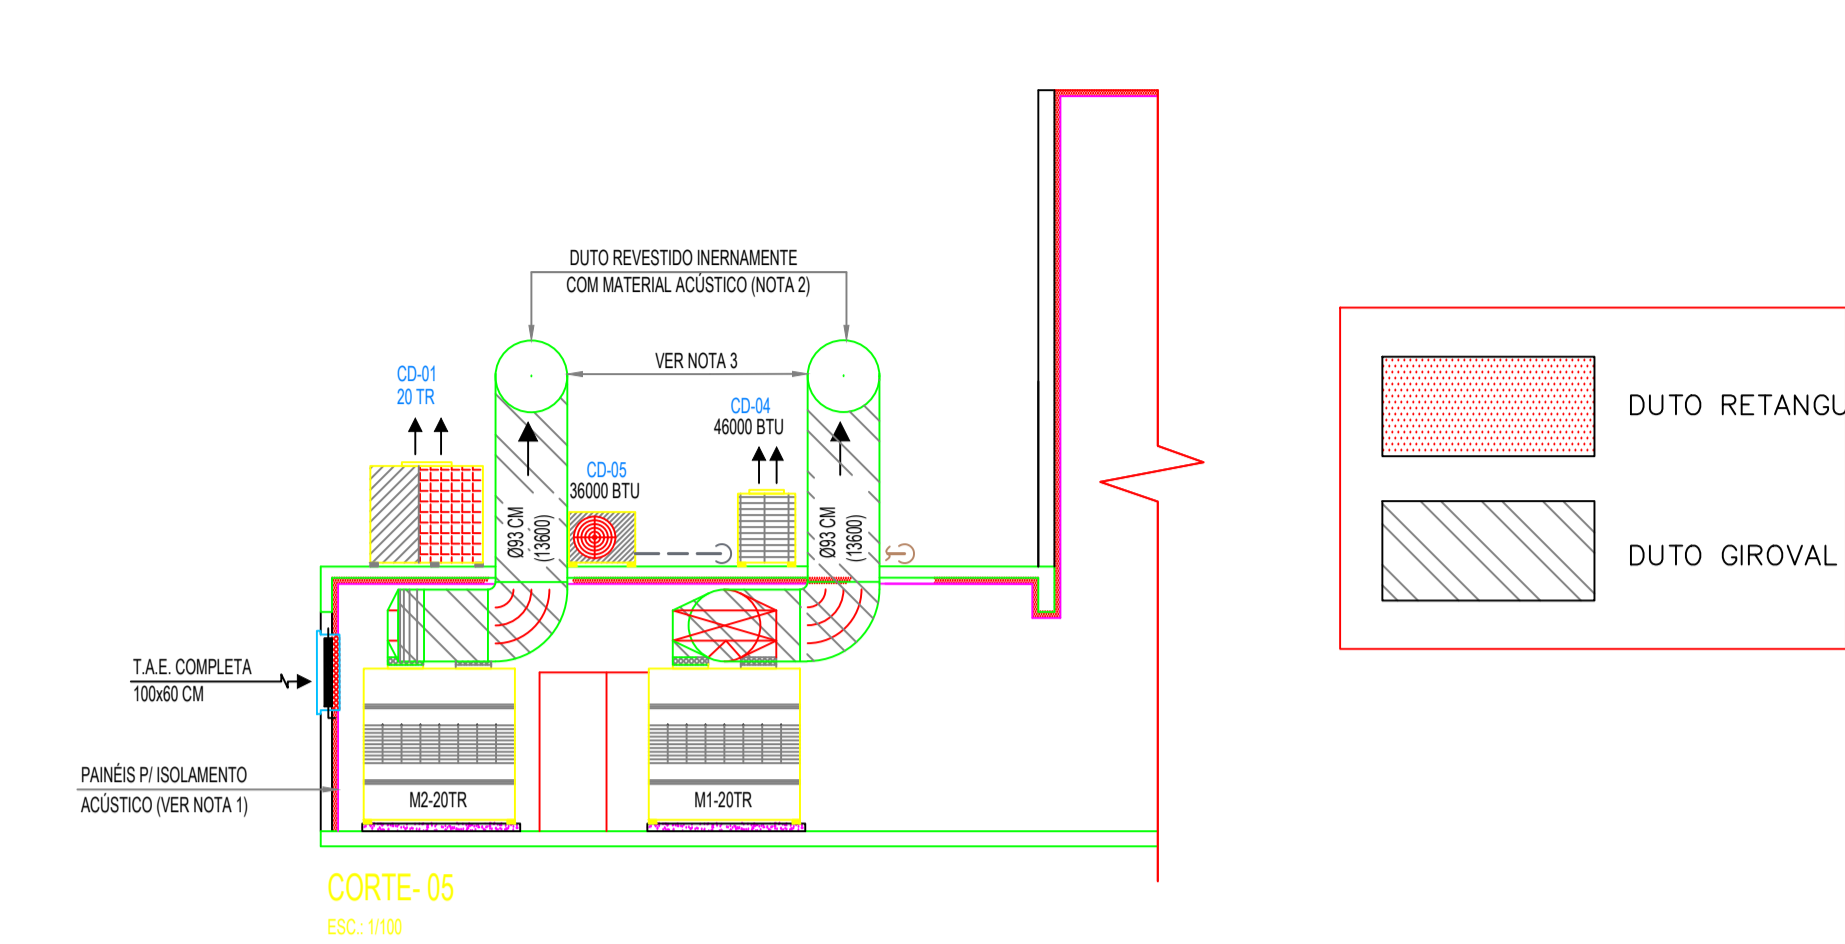 DUTO REVESTIDO INERNAMENTE
COM MATERIAL ACÚSTICO (NOTA 2)
VER NOTA 3
CD-01
20 TR
CD-04
46000 BTU
CD-05
36000 BTU
Ø93 CM
(13600)
Ø93 CM
(13600)
DUTO RETANGU
DUTO GIROVAL
T.A.E. COMPLETA
100x60 CM
PAINÉIS P/ ISOLAMENTO
ACÚSTICO (VER NOTA 1)
M2-20TR
M1-20TR
CORTE- 05
ESC.: 1/100